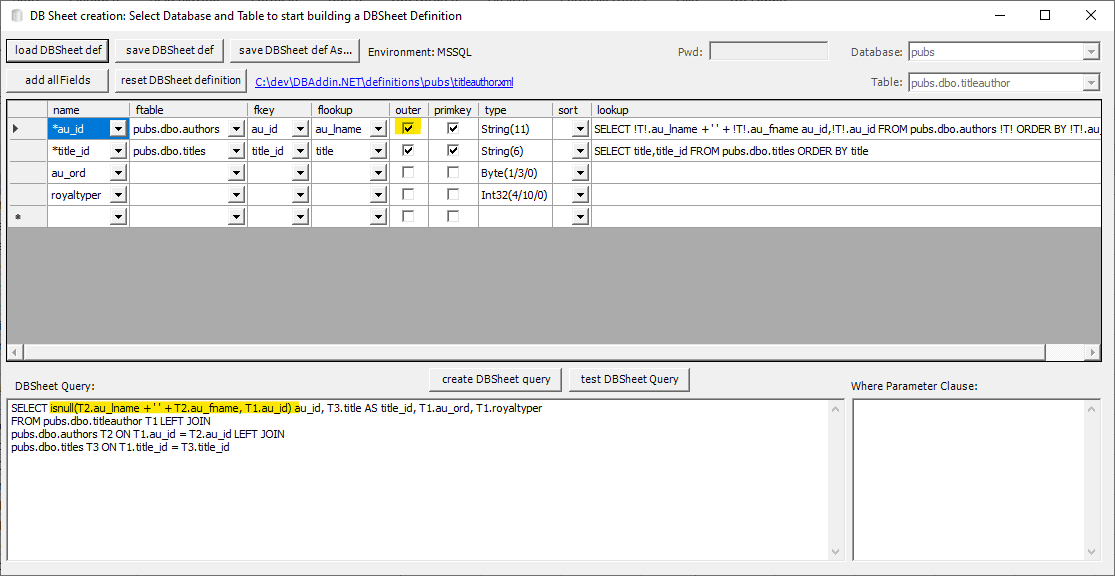 DB Sheet creation: Select Database and Table to start building a DBSheet Definition
load DBSheet def save DBSheet def save DBSheet def As... Environment: MSSQL Pwd: Database: pubs
add all Fields reset DBSheet definition C:\dev\DBAddin.NET\definitions\pubs\titleauthor.xml Table: pubs.dbo.titleauthor
name ftable fkey flookup outer primkey type sort lookup
*au_id pubs.dbo.authors au_id au_lname String(11) SELECT !T!.au_lname + ' ' + !T!.au_fname au_id,!T!.au_id FROM pubs.dbo.authors !T! ORDER BY !T!.au_
*title_id pubs.dbo.titles title_id title String(6) SELECT title,title_id FROM pubs.dbo.titles ORDER BY title
au_ord Byte(1/3/0)
royaltyper Int32(4/10/0)
*
DBSheet Query: create DBSheet query test DBSheet Query Where Parameter Clause:
SELECT isnull(T2.au_lname + ' ' + T2.au_fname, T1.au_id) au_id, T3.title AS title_id, T1.au_ord, T1.royaltyper
FROM pubs.dbo.titleauthor T1 LEFT JOIN
pubs.dbo.authors T2 ON T1.au_id = T2.au_id LEFT JOIN
pubs.dbo.titles T3 ON T1.title_id = T3.title_id